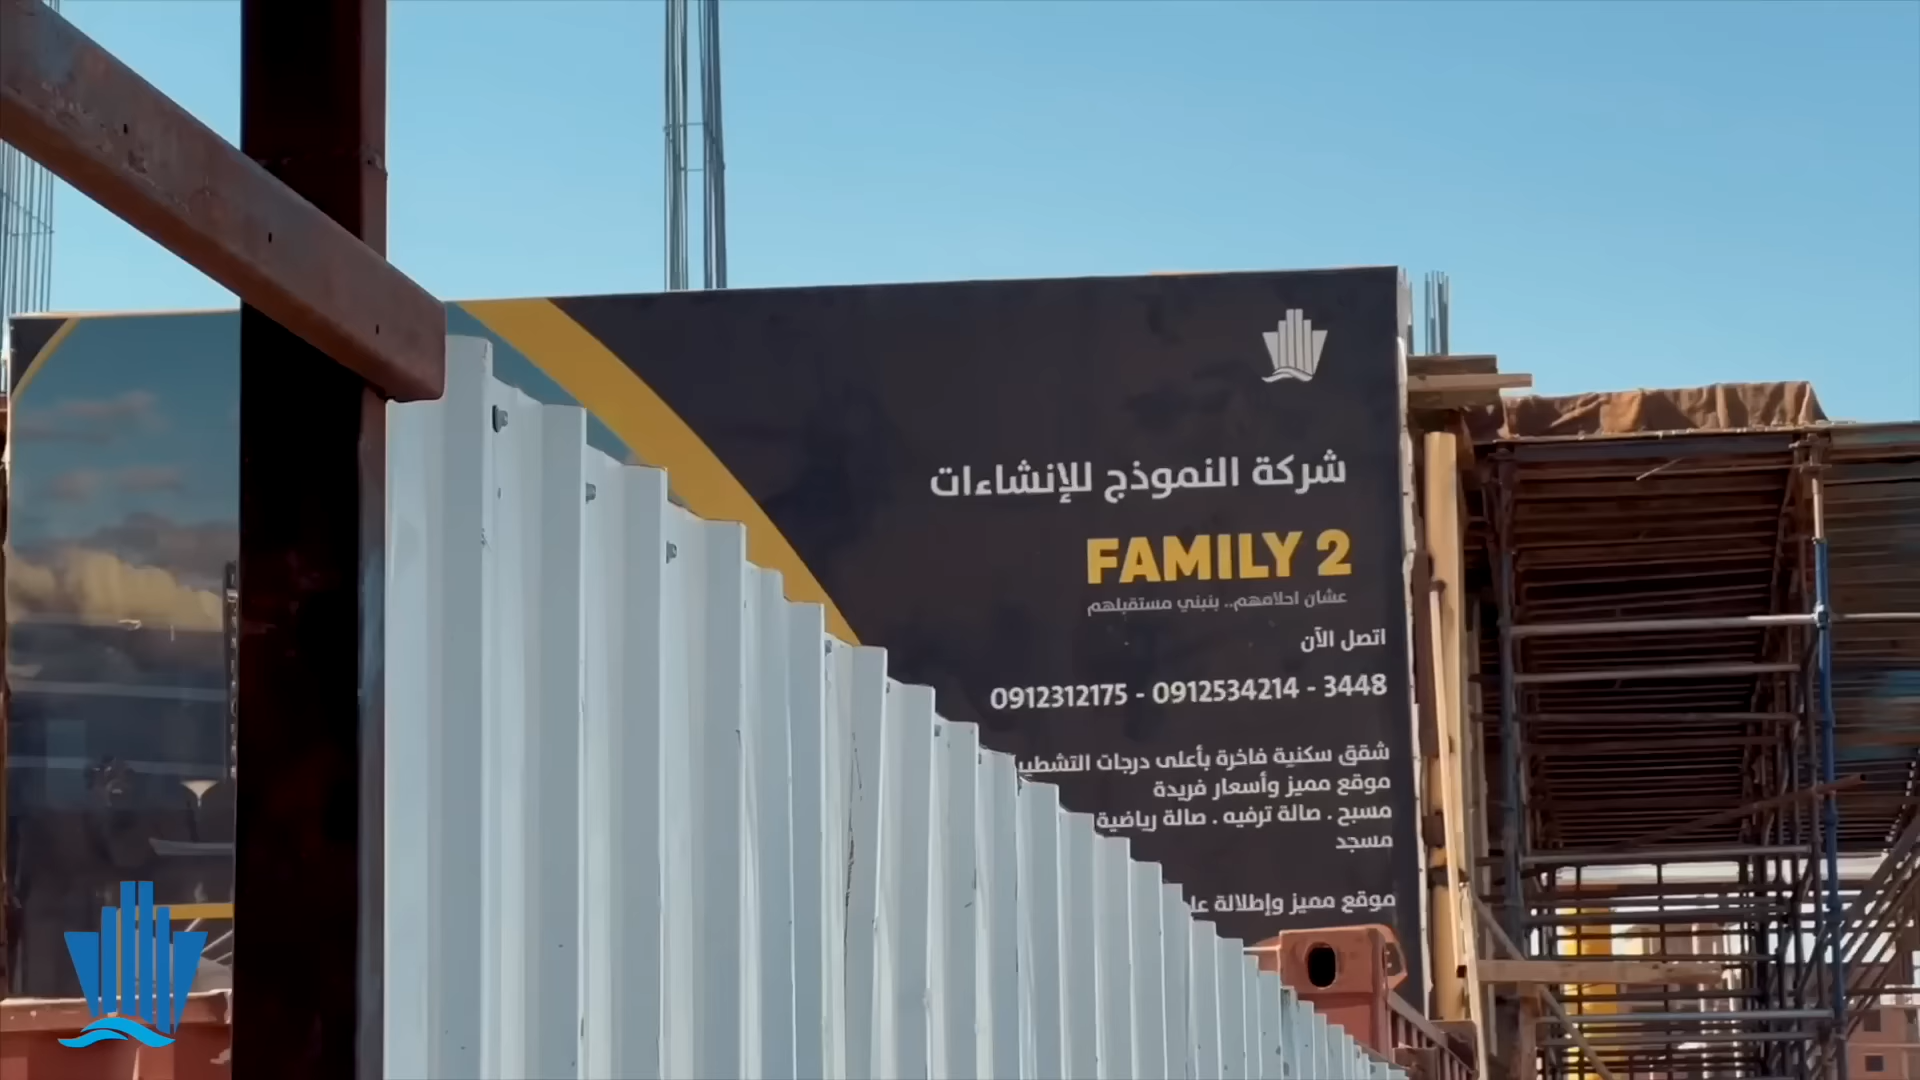 شركة النموذج للإنشاءات
FAMILY 2
عشان احلامهم.. بنبني مستقبلهم
اتصل الآن
0912312175 - 0912534214 - 3448
شقق سكنية فاخرة بأعلى درجات
موقع مميز وأسعار فريدة
مسبح . صالة ترفيه . صالة رياضية
مسجد
موقع مميز وإطلالة